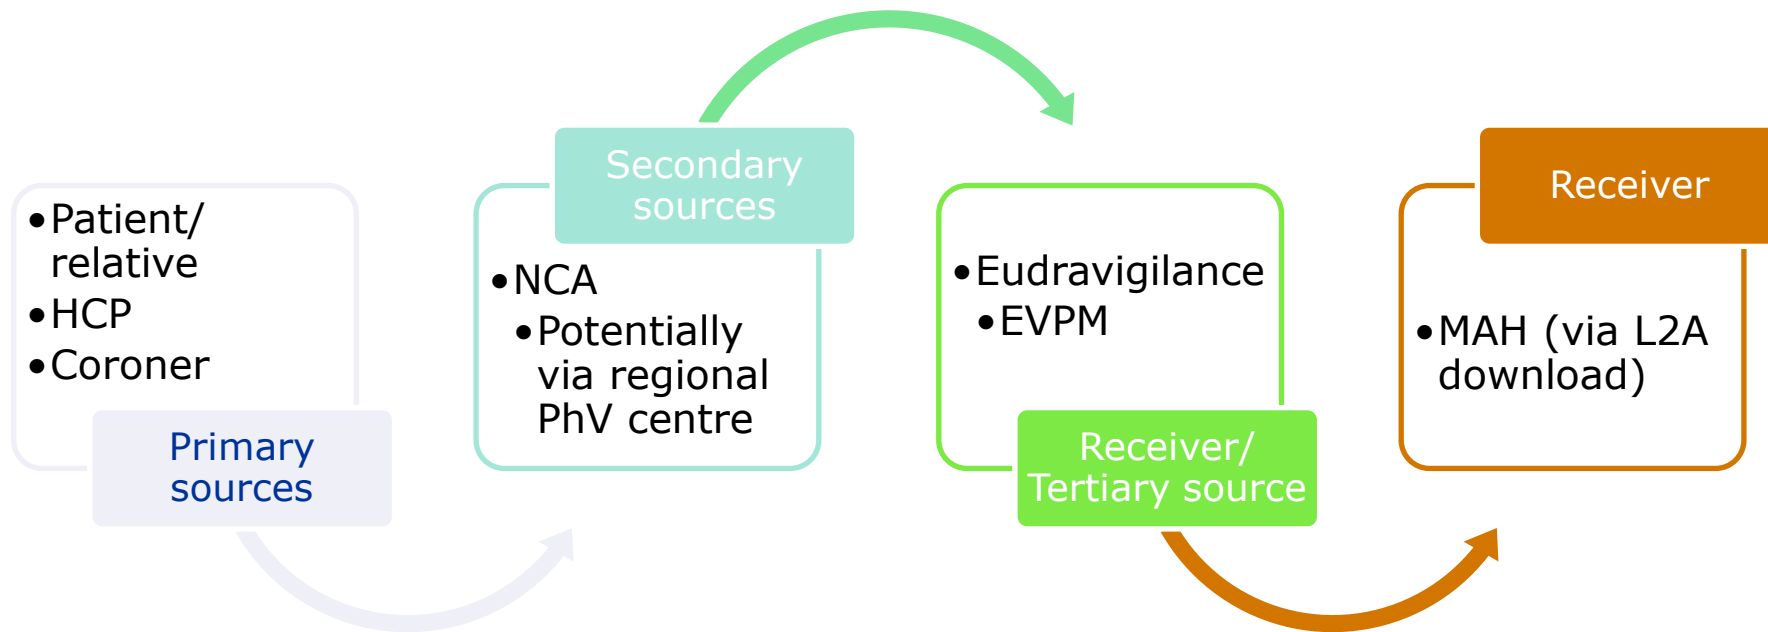 •Patient/
relative
•HCP
•Coroner
Primary
sources
Secondary
sources
•NCA
•Potentially
via regional
PhV centre
•Eudravigilance
•EVPM
Receiver/
Tertiary source
Receiver
•MAH (via L2A
download)